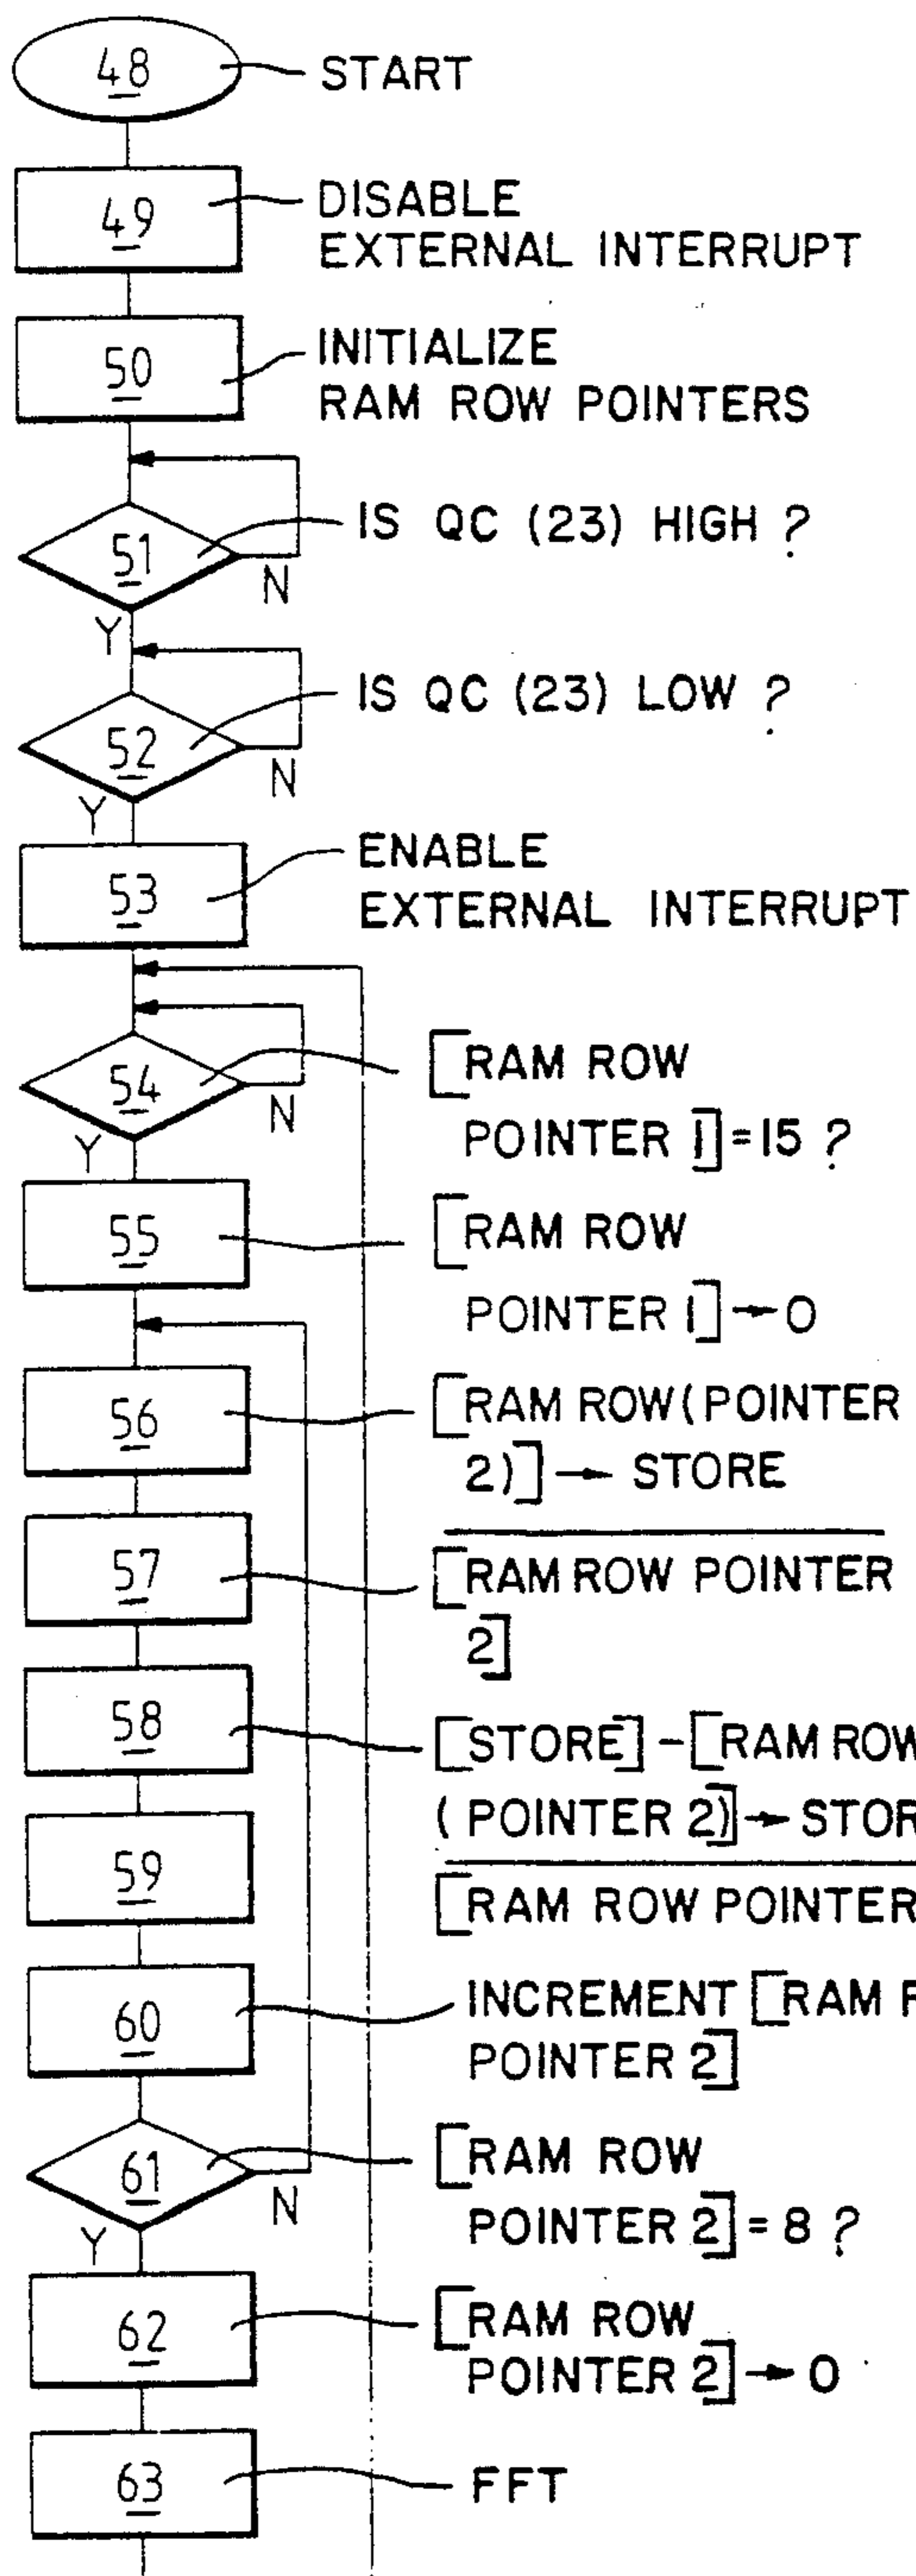 48 START
49 DISABLE
EXTERNAL INTERRUPT
50 INITIALIZE
RAM ROW POINTERS
51 IS QC (23) HIGH ?
N
Y
52 IS QC (23) LOW ?
N
Y
53 ENABLE
EXTERNAL INTERRUPT
54 [RAM ROW
POINTER 1]=15 ?
N
Y
55 [RAM ROW
POINTER 1]→0
56 [RAM ROW(POINTER
2)]→ STORE
57 [RAM ROW POINTER
2]
58 [STORE]-[RAM ROW
(POINTER 2)]→ STOR
59 [RAM ROW POINTER
60 INCREMENT [RAM
POINTER 2]
61 [RAM ROW
POINTER 2]=8 ?
N
Y
62 [RAM ROW
POINTER 2]→0
63 FFT